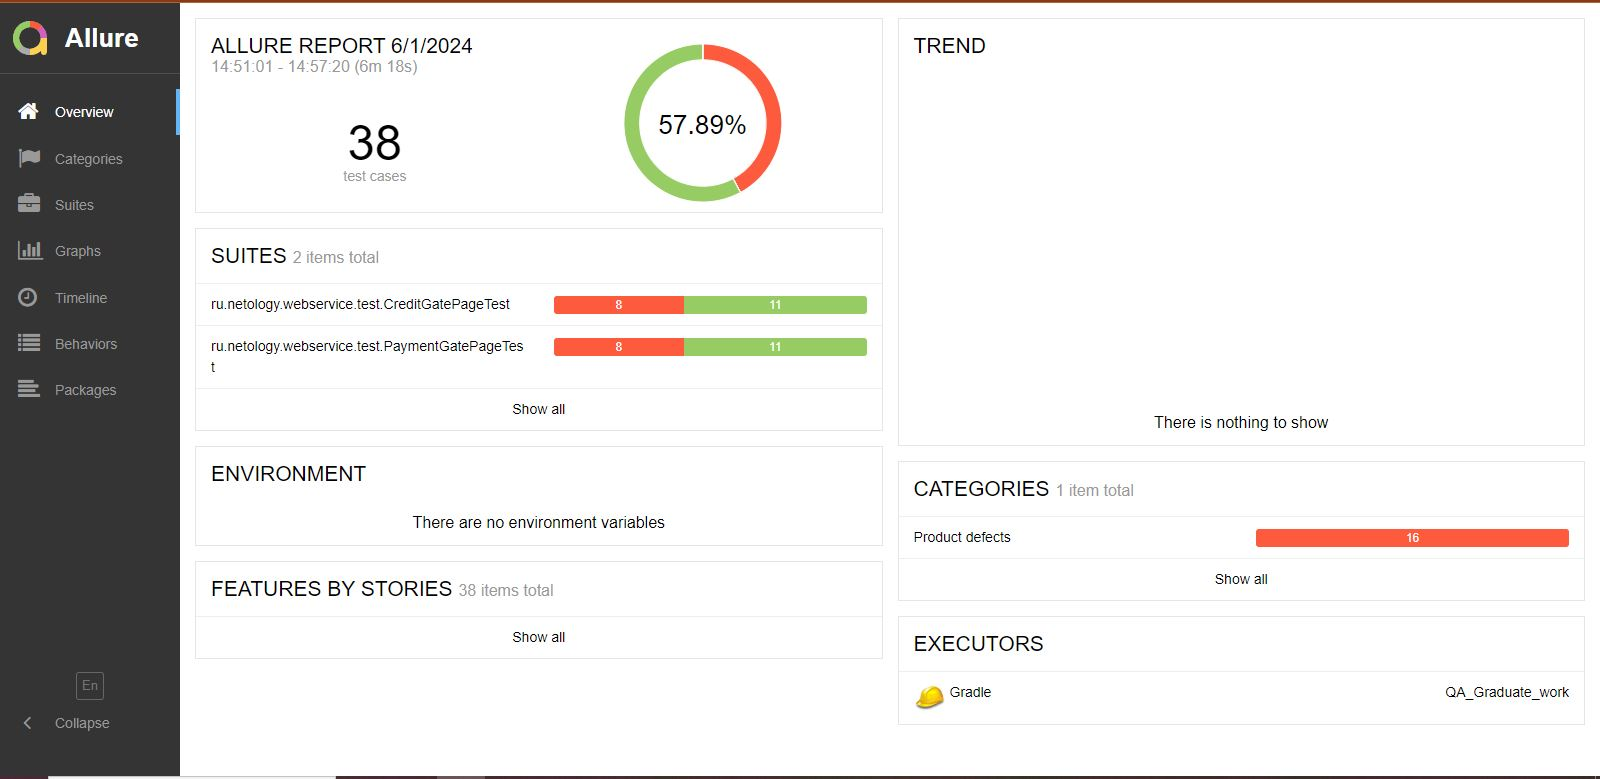 Allure
Overview
Categories
Suites
Graphs
Timeline
Behaviors
Packages
En
Collapse
ALLURE REPORT 6/1/2024
14:51:01 - 14:57:20 (6m 18s)
38
test cases
57.89%
SUITES 2 items total
ru.netology.webservice.test.CreditGatePageTest 8 11
ru.netology.webservice.test.PaymentGatePageTes 8 11
t
Show all
ENVIRONMENT
There are no environment variables
FEATURES BY STORIES 38 items total
Show all
TREND
There is nothing to show
CATEGORIES 1 item total
Product defects 16
Show all
EXECUTORS
Gradle QA_Graduate_work